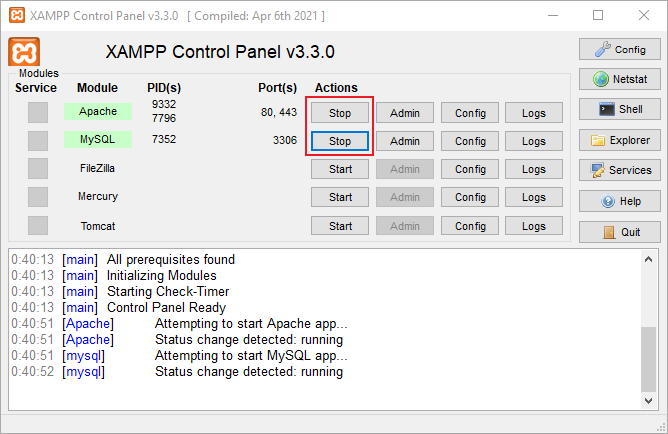 XAMPP Control Panel v3.3.0 [ Compiled: Apr 6th 2021 ]
XAMPP Control Panel v3.3.0
Config
Modules
Service Module PID(s) Port(s) Actions
Netstat
Apache 9332 7796 80, 443 Stop Admin Config Logs
Shell
MySQL 7352 3306 Stop Admin Config Logs
Explorer
FileZilla Start Admin Config Logs
Services
Mercury Start Admin Config Logs
Help
Tomcat Start Admin Config Logs
Quit
0:40:13 [main] All prerequisites found
0:40:13 [main] Initializing Modules
0:40:13 [main] Starting Check-Timer
0:40:13 [main] Control Panel Ready
0:40:51 [Apache] Attempting to start Apache app...
0:40:51 [Apache] Status change detected: running
0:40:51 [mysql] Attempting to start MySQL app...
0:40:52 [mysql] Status change detected: running